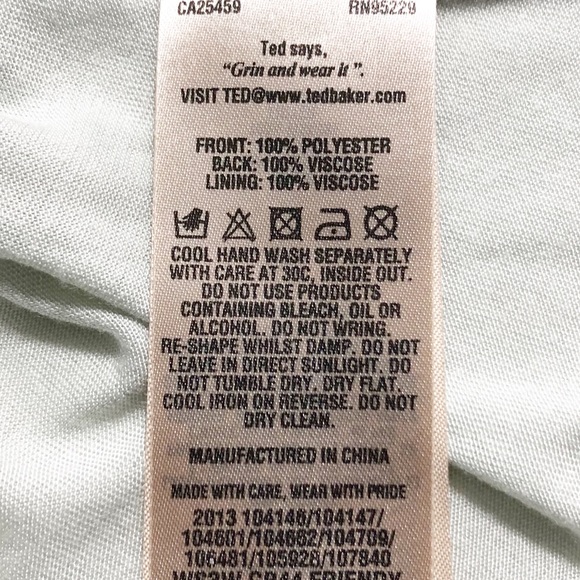 CA25459 RN95229
Ted says,
"Grin and wear it".
VISIT TED@www.tedbaker.com
FRONT: 100% POLYESTER
BACK: 100% VISCOSE
LINING: 100% VISCOSE
COOL HAND WASH SEPARATELY
WITH CARE AT 30C, INSIDE OUT.
DO NOT USE PRODUCTS
CONTAINING BLEACH, OIL OR
ALCOHOL. DO NOT WRING.
RE-SHAPE WHILST DAMP. DO NOT
LEAVE IN DIRECT SUNLIGHT. DO
NOT TUMBLE DRY. DRY FLAT.
COOL IRON ON REVERSE. DO NOT
DRY CLEAN.
MANUFACTURED IN CHINA
MADE WITH CARE, WEAR WITH PRIDE
2013 104146/104147/
104601/104662/104709/
106481/105928/107840
FRIENDLY